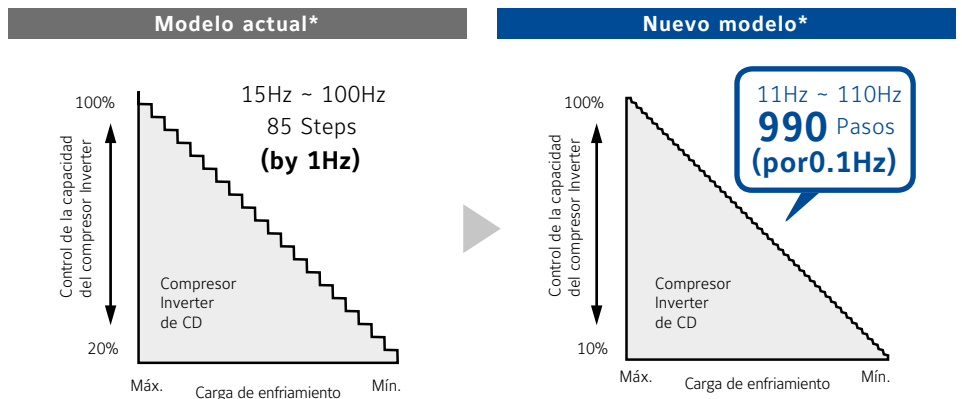 Modelo actual*
100%
Control de la capacidad
del compresor Inverter
20%
15Hz ~ 100Hz
85 Steps
(by 1Hz)
Compresor
Inverter
de CD
Máx.
Carga de enfriamiento
Mín.
Nuevo modelo*
100%
Control de la capacidad
del compresor Inverter
10%
11Hz ~ 110Hz
990 Pasos
(por0.1Hz)
Compresor
Inverter
de CD
Máx.
Carga de enfriamiento
Mín.